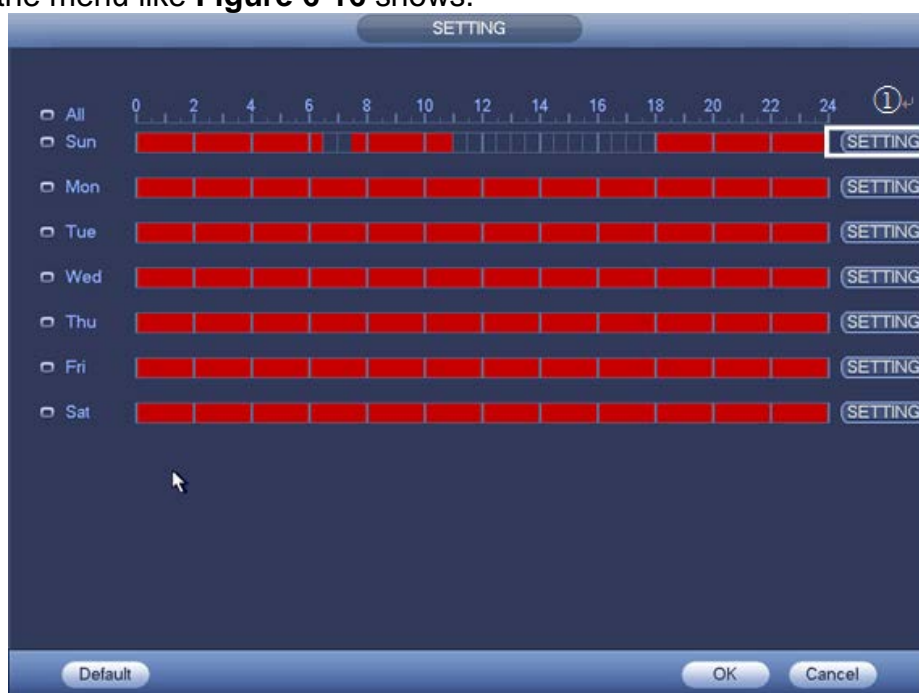 the menu like Figure 6-16 shows.
SETTING
All 0 2 4 6 8 10 12 14 16 18 20 22 24 ①↵
Sun SETTING
Mon SETTING
Tue SETTING
Wed SETTING
Thu SETTING
Fri SETTING
Sat SETTING
Default OK Cancel